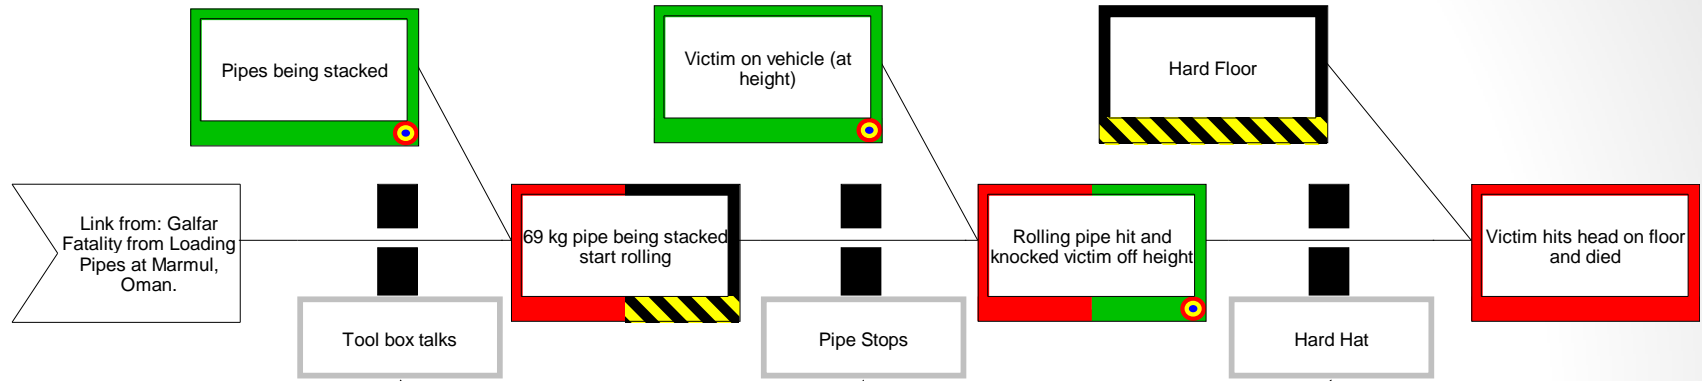 Pipes being stacked
Victim on vehicle (at
height)
Hard Floor
Link from: Galfar
Fatality from Loading
Pipes at Marmul,
Oman.
69 kg pipe being stacked
start rolling
Rolling pipe hit and
knocked victim off height
Victim hits head on floor
and died
Tool box talks
Pipe Stops
Hard Hat